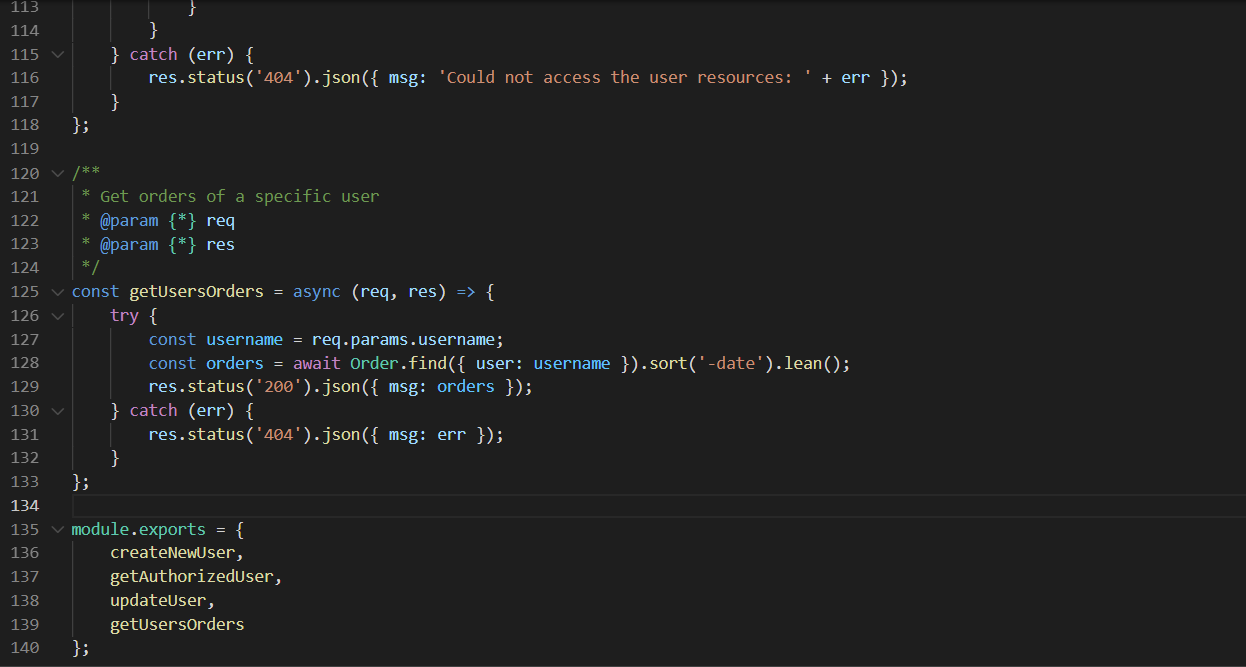 113 }
114 }
115 } catch (err) {
116 res.status('404').json({ msg: 'Could not access the user resources: ' + err });
117 }
118 };
119
120 /**
121 * Get orders of a specific user
122 * @param {*} req
123 * @param {*} res
124 */
125 const getUsersOrders = async (req, res) => {
126 try {
127 const username = req.params.username;
128 const orders = await Order.find({ user: username }).sort('-date').lean();
129 res.status('200').json({ msg: orders });
130 } catch (err) {
131 res.status('404').json({ msg: err });
132 }
133 };
134
135 module.exports = {
136 createNewUser,
137 getAuthorizedUser,
138 updateUser,
139 getUsersOrders
140 };